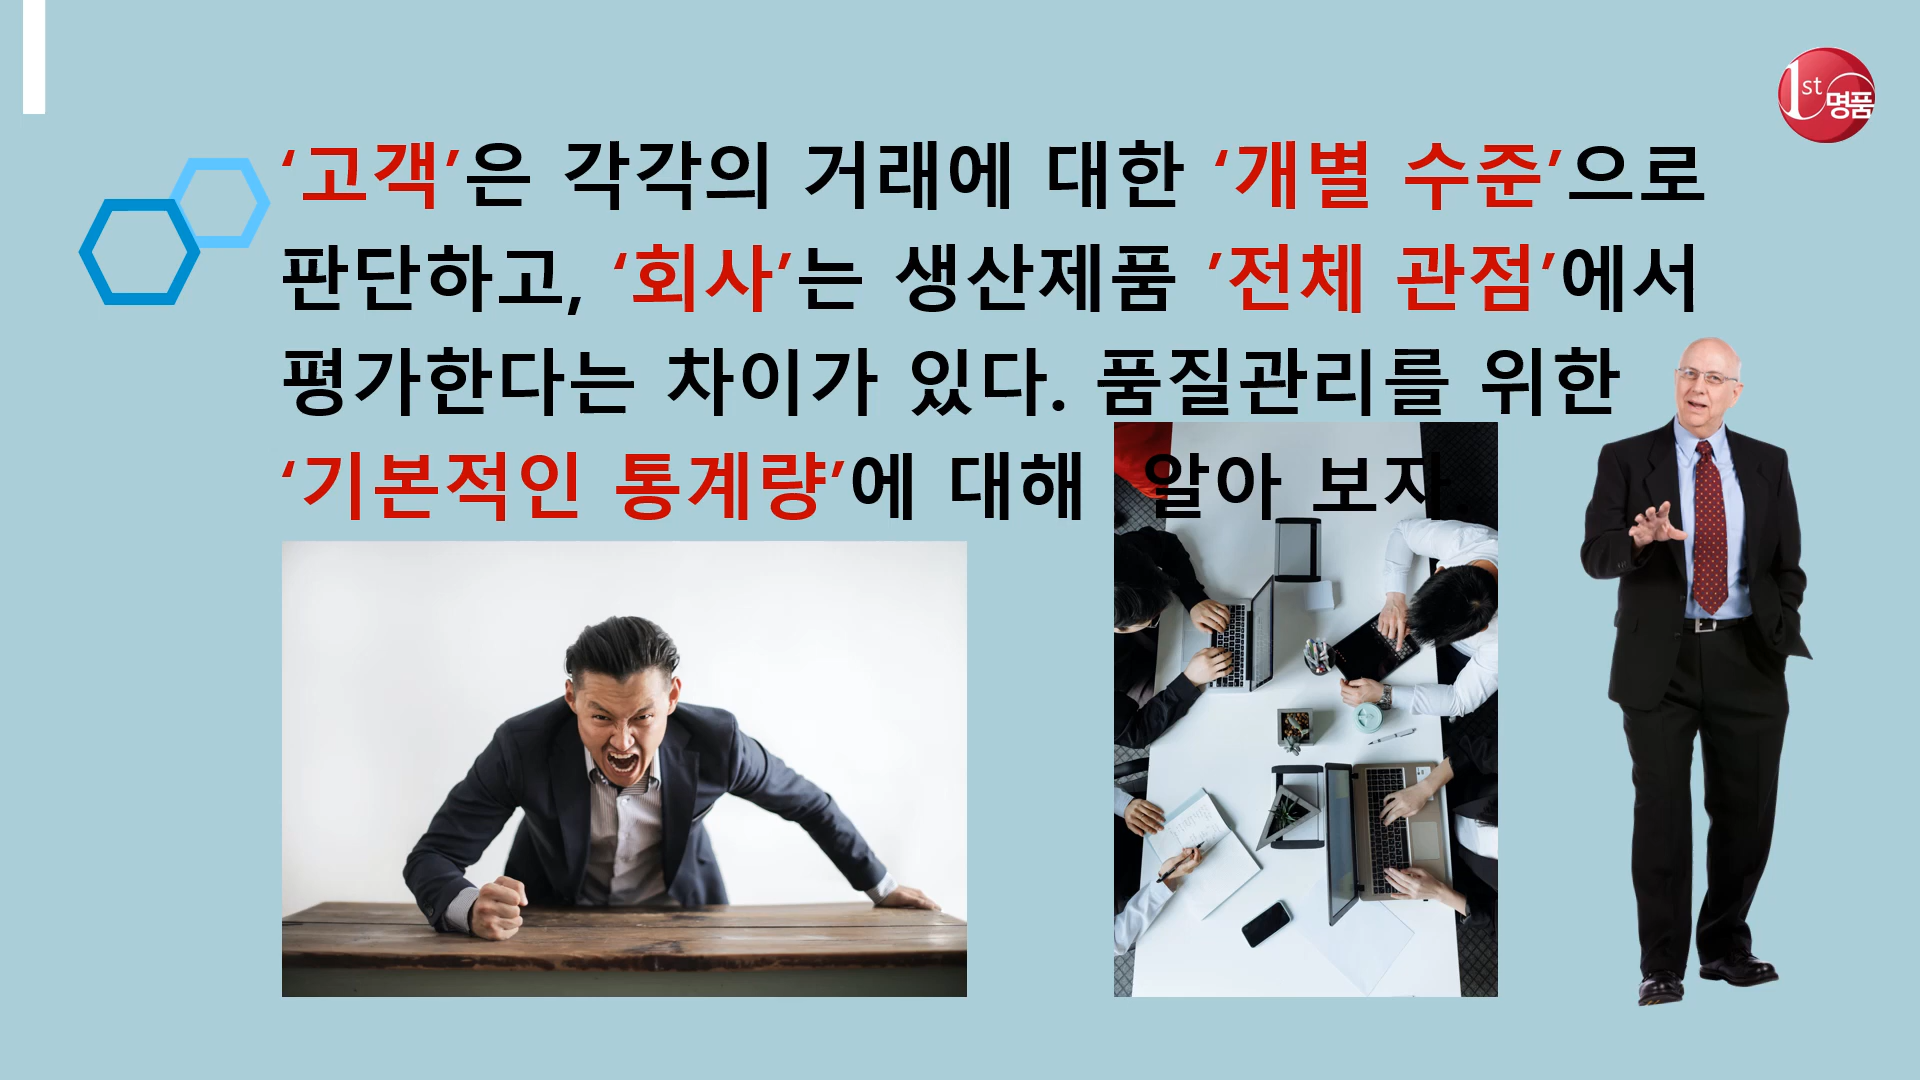 1st 명품
‘고객’은 각각의 거래에 대한 ‘개별 수준’으로
판단하고, ‘회사’는 생산제품 ’전체 관점’에서
평가한다는 차이가 있다. 품질관리를 위한
‘기본적인 통계량’에 대해 알아 보자.